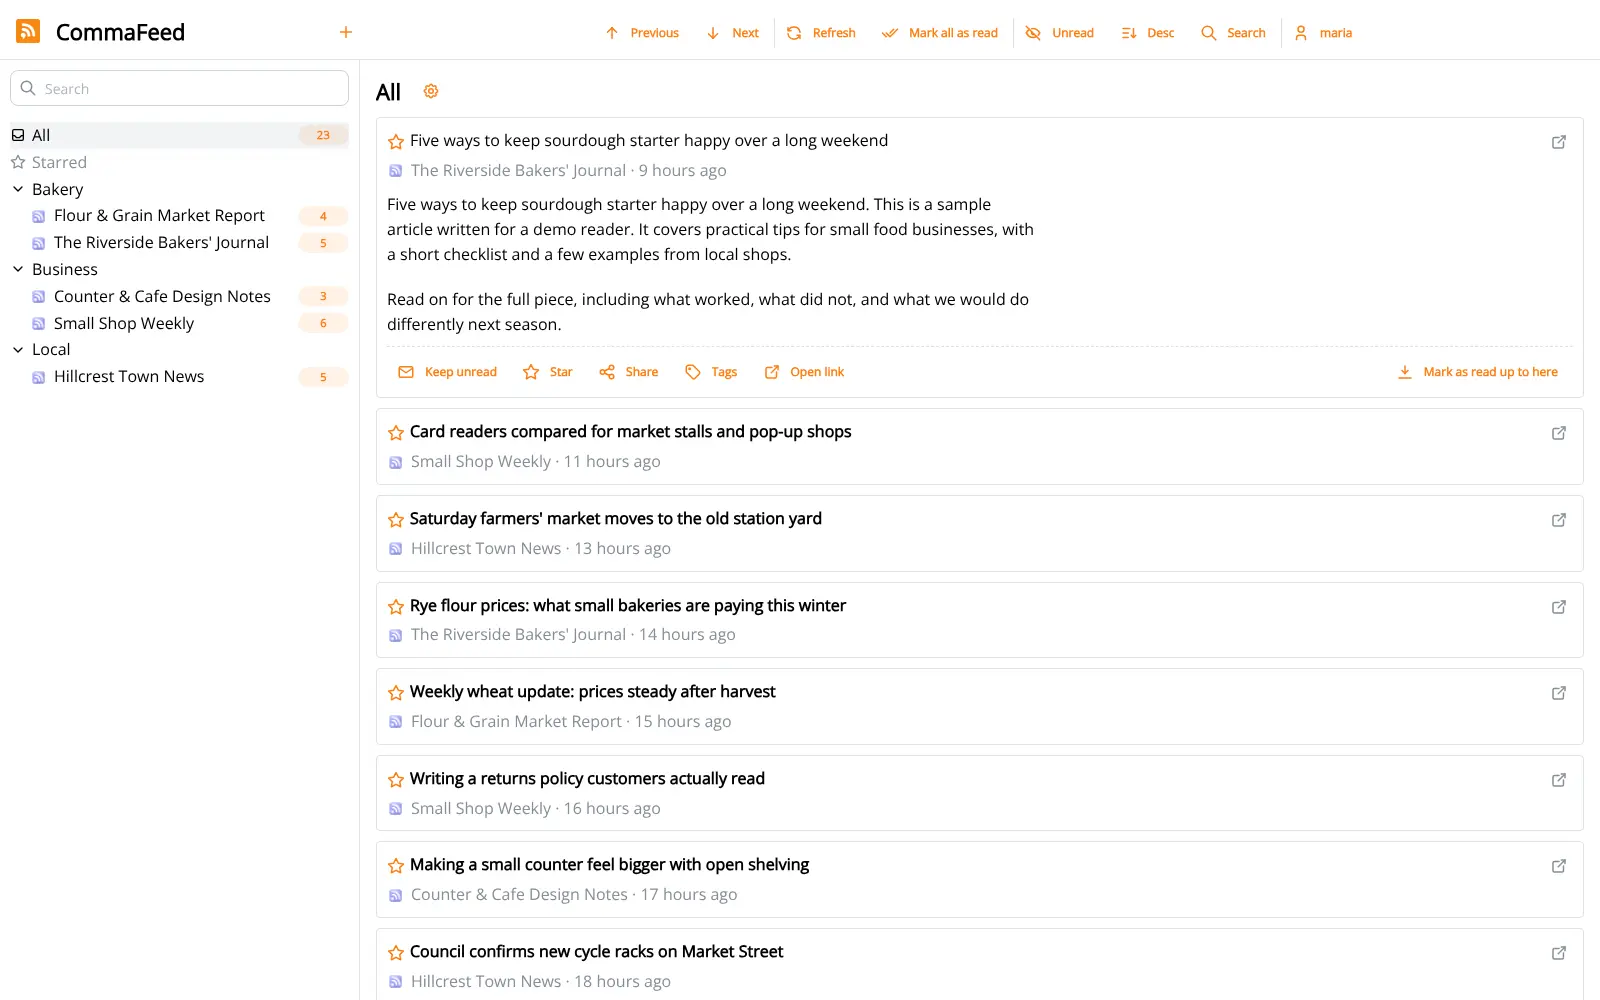 CommaFeed
Previous Next Refresh Mark all as read Unread Desc Search maria
Search
All 23
Starred
Bakery
Flour & Grain Market Report 4
The Riverside Bakers' Journal 5
Business
Counter & Cafe Design Notes 3
Small Shop Weekly 6
Local
Hillcrest Town News 5
All
Five ways to keep sourdough starter happy over a long weekend
The Riverside Bakers' Journal · 9 hours ago
Five ways to keep sourdough starter happy over a long weekend. This is a sample
article written for a demo reader. It covers practical tips for small food businesses, with
a short checklist and a few examples from local shops.
Read on for the full piece, including what worked, what did not, and what we would do
differently next season.
Keep unread Star Share Tags Open link Mark as read up to here
Card readers compared for market stalls and pop-up shops
Small Shop Weekly · 11 hours ago
Saturday farmers' market moves to the old station yard
Hillcrest Town News · 13 hours ago
Rye flour prices: what small bakeries are paying this winter
The Riverside Bakers' Journal · 14 hours ago
Weekly wheat update: prices steady after harvest
Flour & Grain Market Report · 15 hours ago
Writing a returns policy customers actually read
Small Shop Weekly · 16 hours ago
Making a small counter feel bigger with open shelving
Counter & Cafe Design Notes · 17 hours ago
Council confirms new cycle racks on Market Street
Hillcrest Town News · 18 hours ago